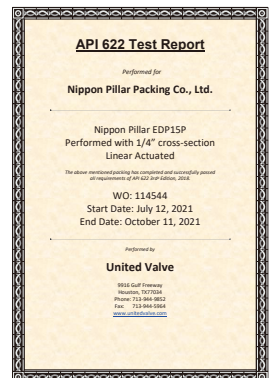 API 622 Test Report
Performed for
Nippon Pillar Packing Co., Ltd.
Nippon Pillar EDP15P
Performed with 1/4" cross-section
Linear Actuated
The above mentioned packing has completed and successfully passed
all requirements of API 622 3rd Edition, 2018.
WO: 114544
Start Date: July 12, 2021
End Date: October 11, 2021
Performed by
United Valve
9916 Gulf Freeway
Houston, TX77034
Phone: 713-944-9852
Fax: 713-944-5964
www.unitedvalve.com